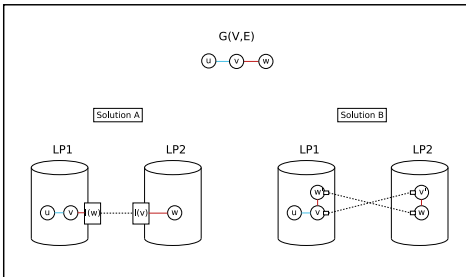 G(V,E)
u v w
Solution A
Solution B
LP1 LP2
LP1 LP2
u v I(w) I(v) w
w' v'
u v w